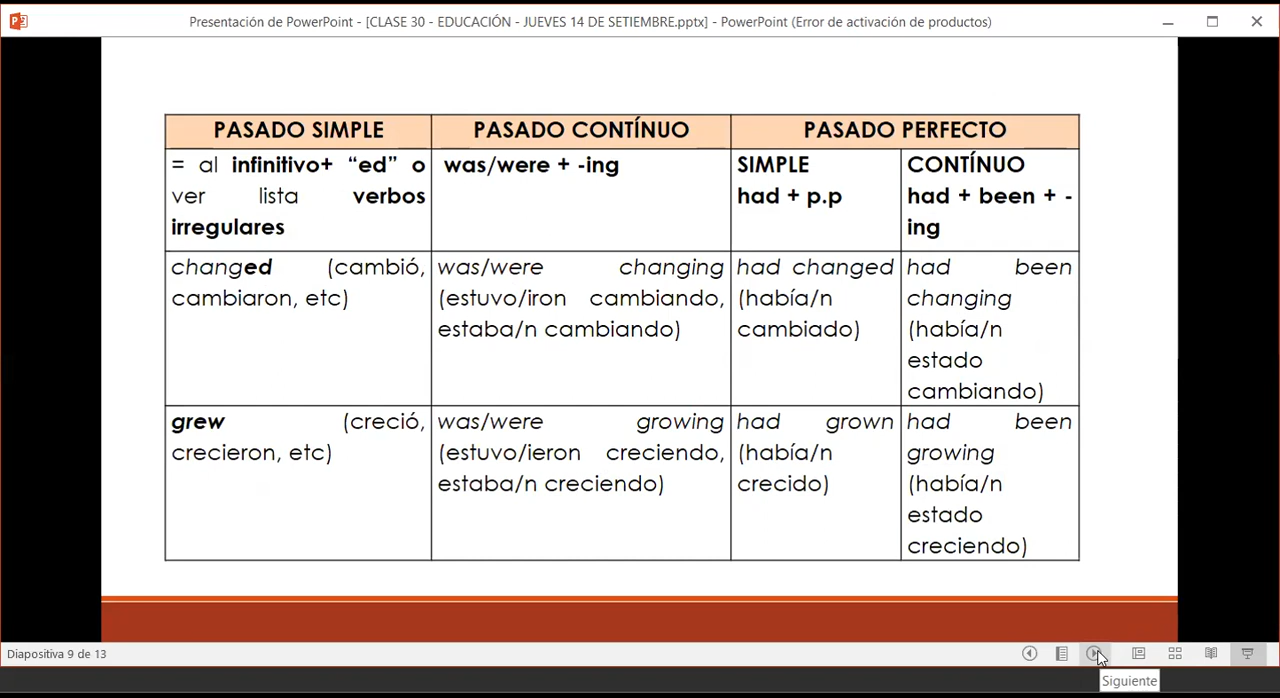 Presentación de PowerPoint - [CLASE 30 - EDUCACIÓN - JUEVES 14 DE SETIEMBRE.pptx] - PowerPoint (Error de activación de productos)
PASADO SIMPLE
PASADO CONTÍNUO
PASADO PERFECTO
= al infinitivo+ “ed” o
ver lista verbos
irregulares
was/were + -ing
SIMPLE
had + p.p
CONTÍNUO
had + been + -
ing
changed (cambió,
cambiaron, etc)
was/were changing
(estuvo/iron cambiando,
estaba/n cambiando)
had changed
(había/n
cambiado)
had been
changing
(había/n
estado
cambiando)
grew (creció,
crecieron, etc)
was/were growing
(estuvo/ieron creciendo,
estaba/n creciendo)
had grown
(había/n
crecido)
had been
growing
(había/n
estado
creciendo)
Diapositiva 9 de 13
Siguiente